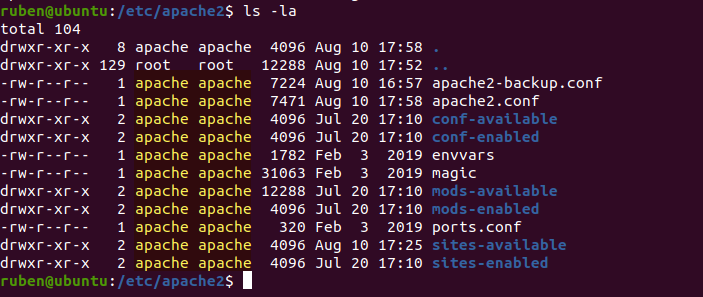 ruben@ubuntu:/etc/apache2$ ls -la
total 104
drwxr-xr-x   8 apache apache  4096 Aug 10 17:58 .
drwxr-xr-x 129 root   root   12288 Aug 10 17:52 ..
-rw-r--r--   1 apache apache  7224 Aug 10 16:57 apache2-backup.conf
-rw-r--r--   1 apache apache  7471 Aug 10 17:58 apache2.conf
drwxr-xr-x   2 apache apache  4096 Jul 20 17:10 conf-available
drwxr-xr-x   2 apache apache  4096 Jul 20 17:10 conf-enabled
-rw-r--r--   1 apache apache  1782 Feb  3  2019 envvars
-rw-r--r--   1 apache apache 31063 Feb  3  2019 magic
drwxr-xr-x   2 apache apache 12288 Jul 20 17:10 mods-available
drwxr-xr-x   2 apache apache  4096 Jul 20 17:10 mods-enabled
-rw-r--r--   1 apache apache   320 Feb  3  2019 ports.conf
drwxr-xr-x   2 apache apache  4096 Aug 10 17:25 sites-available
drwxr-xr-x   2 apache apache  4096 Jul 20 17:10 sites-enabled
ruben@ubuntu:/etc/apache2$